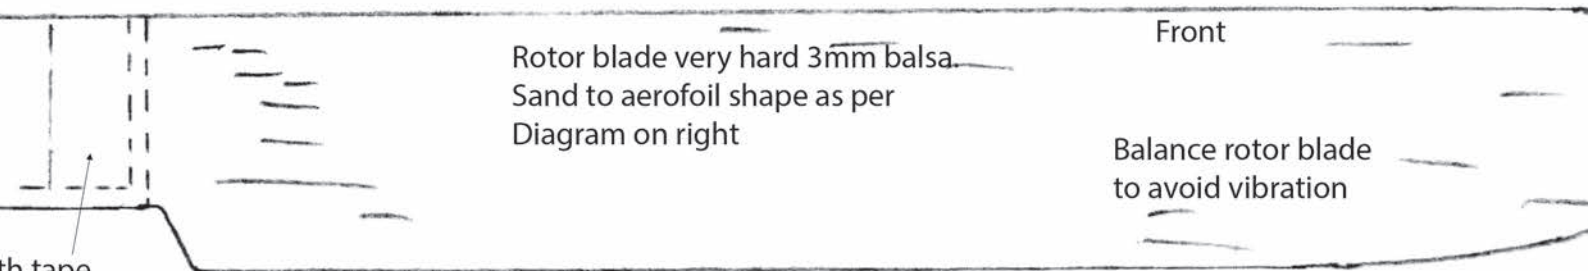 Front
Rotor blade very hard 3mm balsa.
Sand to aerofoil shape as per
Diagram on right
Balance rotor blade
to avoid vibration
tape